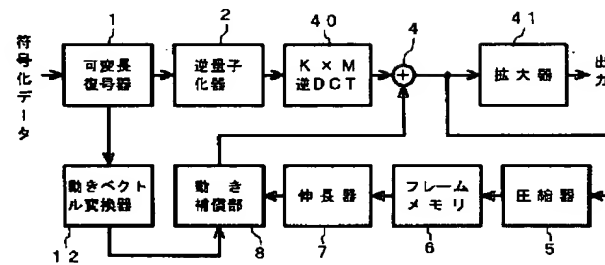 符号化データ
1
可変長
復号器
2
逆量子
化器
40
K×M
逆DCT
4
+
41
拡大器
出力
動きベクト
ル変換器
12
動き
補償部
8
伸長器
7
フレーム
メモリ
6
圧縮器
5